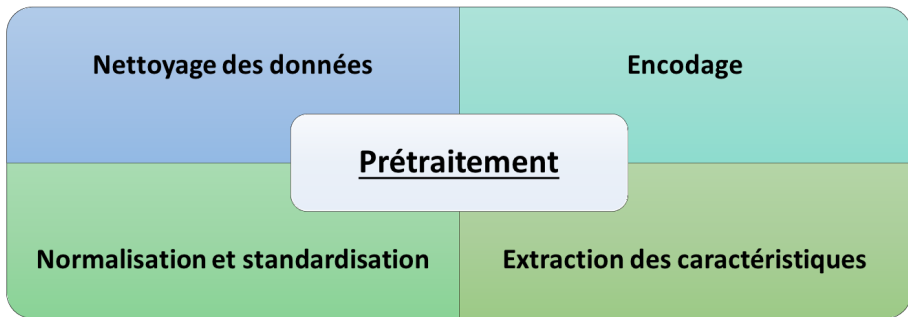 Nettoyage des données
Encodage
Prétraitement
Normalisation et standardisation
Extraction des caractéristiques